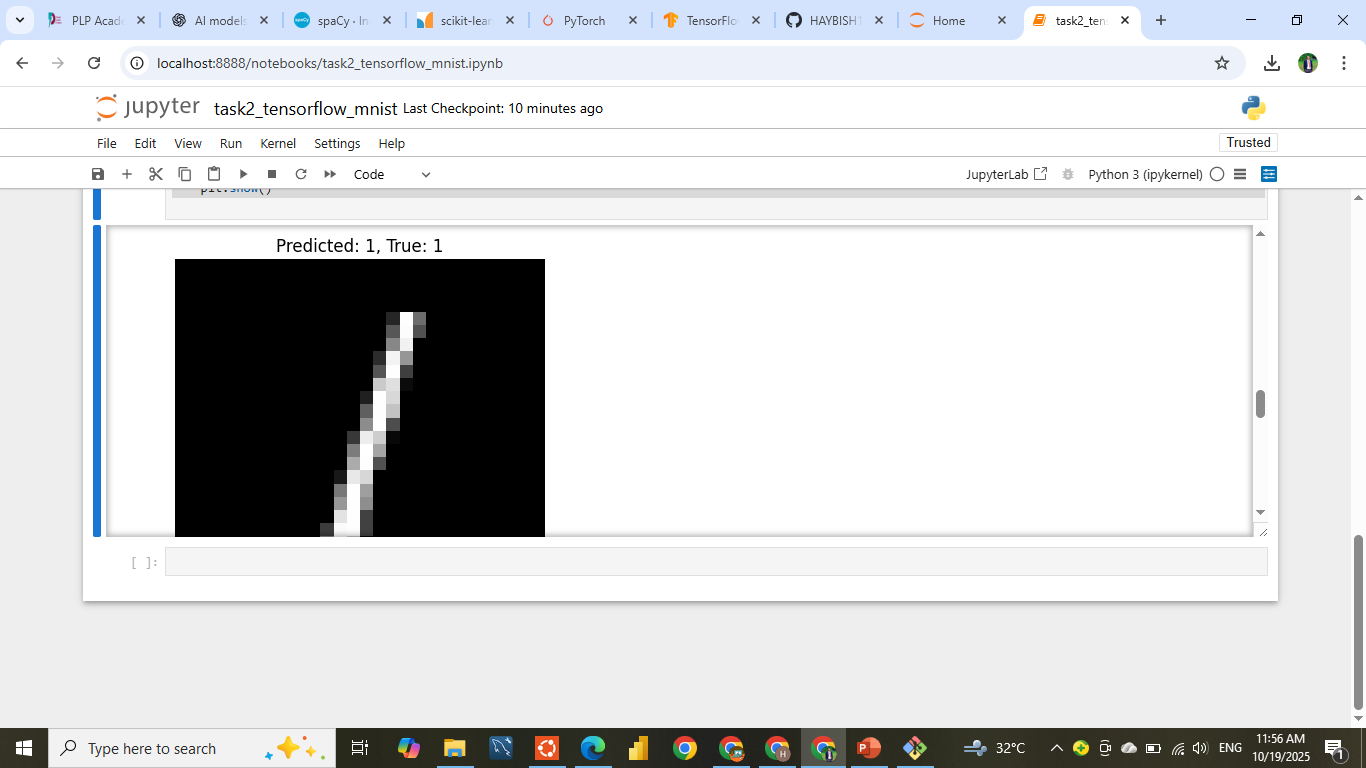 PLP Acade
AI models
spaCy · In
scikit-lear
PyTorch
TensorFlo
HAYBISH1
Home
task2_tens
localhost:8888/notebooks/task2_tensorflow_mnist.ipynb
jupyter task2_tensorflow_mnist Last Checkpoint: 10 minutes ago
File Edit View Run Kernel Settings Help
Trusted
Code
JupyterLab
Python 3 (ipykernel)
plt.show()
Predicted: 1, True: 1
[ ]:
Type here to search
32°C
ENG
11:56 AM
10/19/2025
1